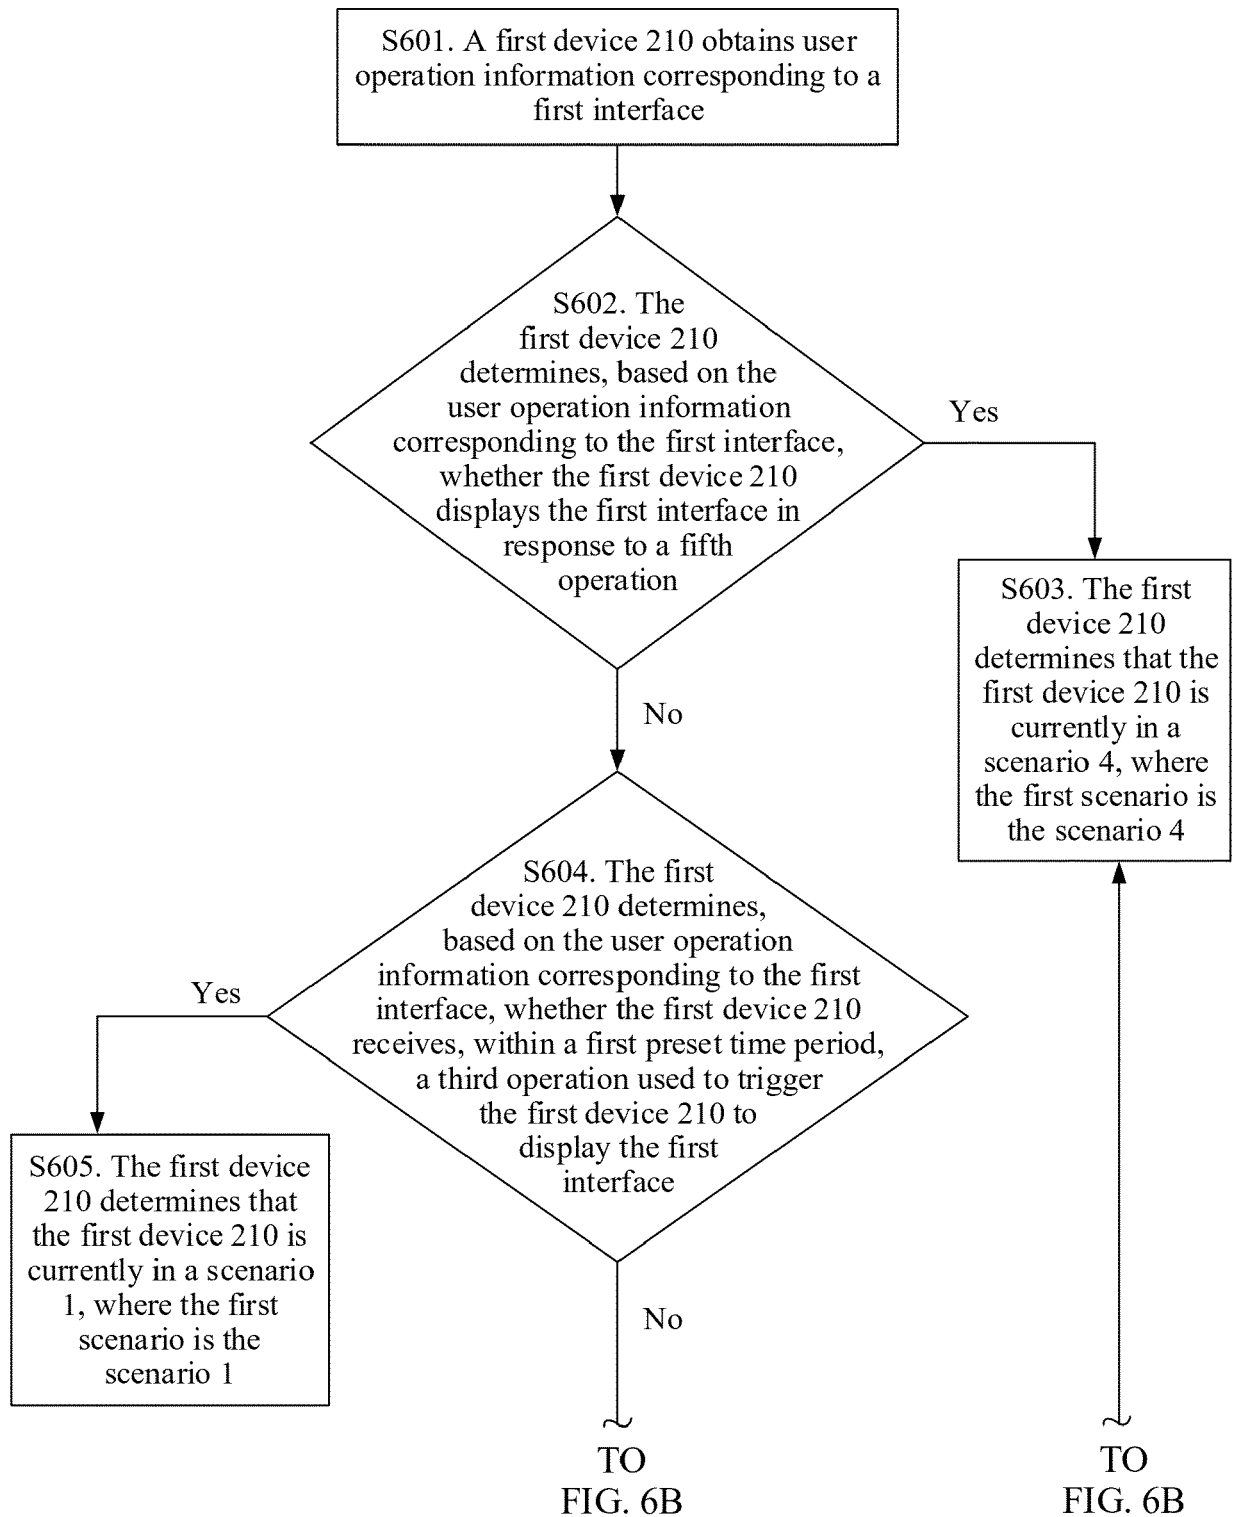 S601. A first device 210 obtains user
operation information corresponding to a
first interface
S602. The
first device 210
determines, based on the
user operation information
corresponding to the first interface,
whether the first device 210
displays the first interface in
response to a fifth
operation
Yes
S603. The first
device 210
determines that the
first device 210 is
currently in a
scenario 4, where
the first scenario is
the scenario 4
No
S604. The first
device 210 determines,
based on the user operation
information corresponding to the first
interface, whether the first device 210
receives, within a first preset time period,
a third operation used to trigger
the first device 210 to
display the first
interface
Yes
S605. The first device
210 determines that
the first device 210 is
currently in a scenario
1, where the first
scenario is the
scenario 1
No
TO
FIG. 6B
TO
FIG. 6B